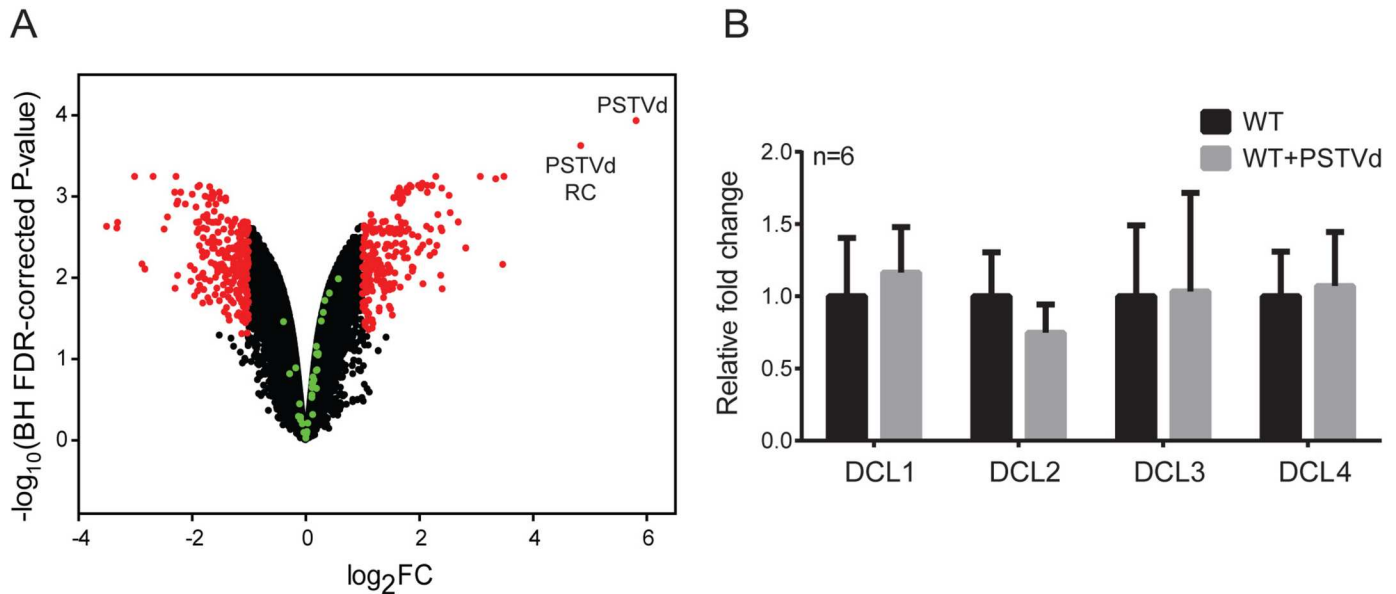 A
-log10(BH FDR-corrected P-value)
4
3
2
1
0
-4
-2
0
2
4
6
log2FC
PSTVd
PSTVd
RC
B
WT
WT+PSTVd
n=6
Relative fold change
2.0
1.5
1.0
0.5
0.0
DCL1
DCL2
DCL3
DCL4